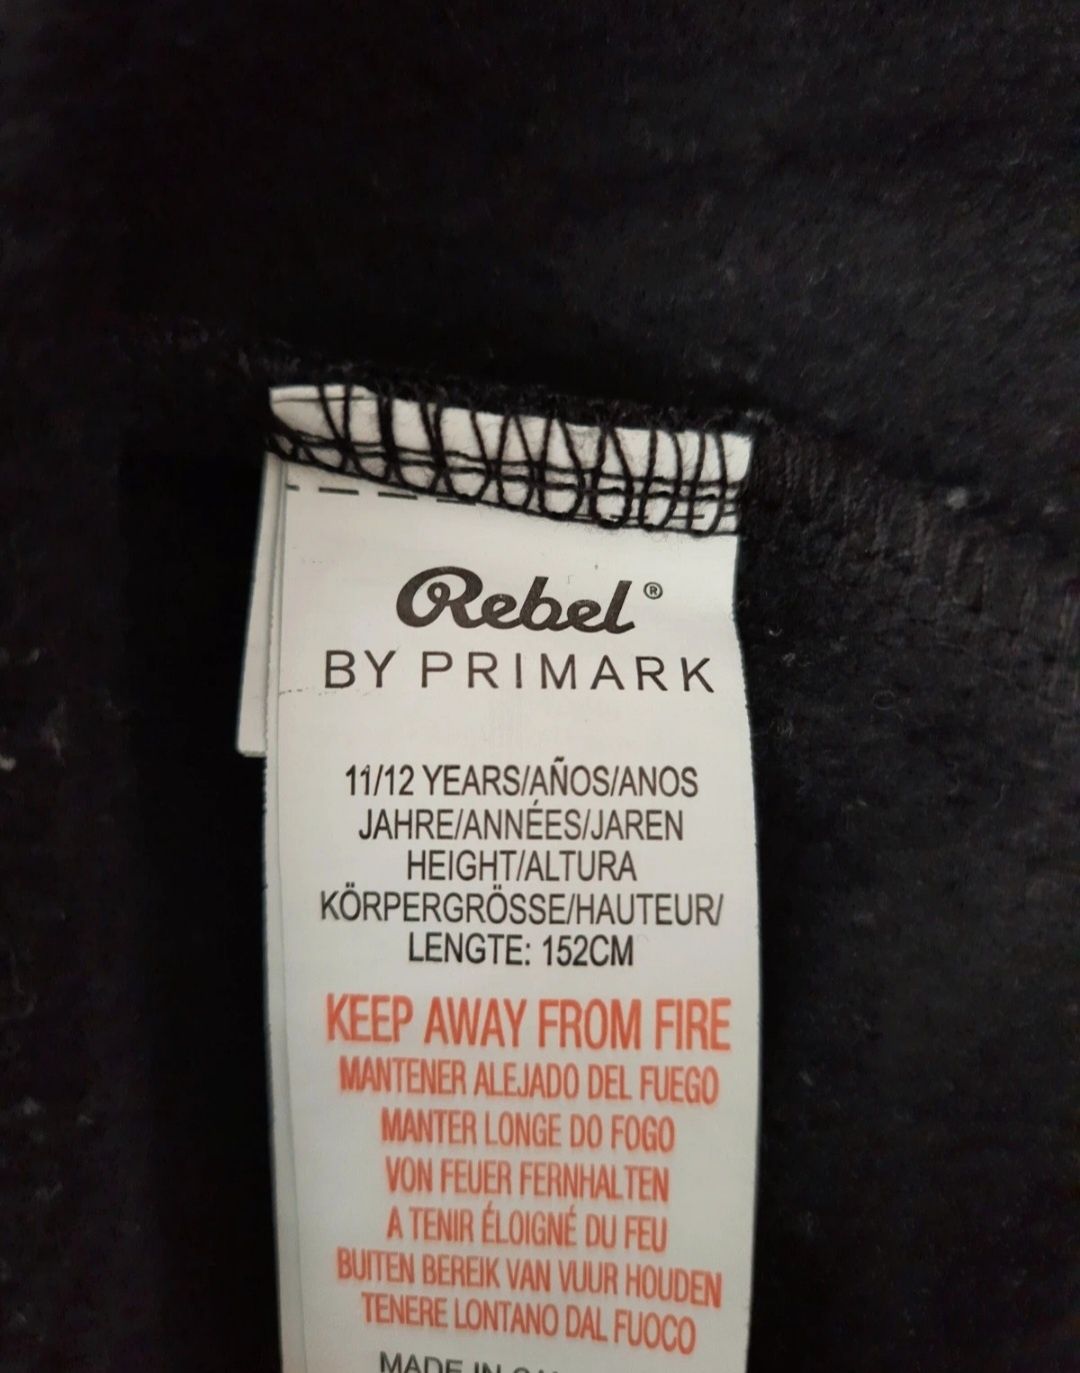 Rebel®
BY PRIMARK
11/12 YEARS/AÑOS/ANOS
JAHRE/ANNÉES/JAREN
HEIGHT/ALTURA
KÖRPERGRÖSSE/HAUTEUR/
LENGTE: 152CM
KEEP AWAY FROM FIRE
MANTENER ALEJADO DEL FUEGO
MANTER LONGE DO FOGO
VON FEUER FERNHALTEN
A TENIR ÉLOIGNÉ DU FEU
BUITEN BEREIK VAN VUUR HOUDEN
TENERE LONTANO DAL FUOCO
MADE IN